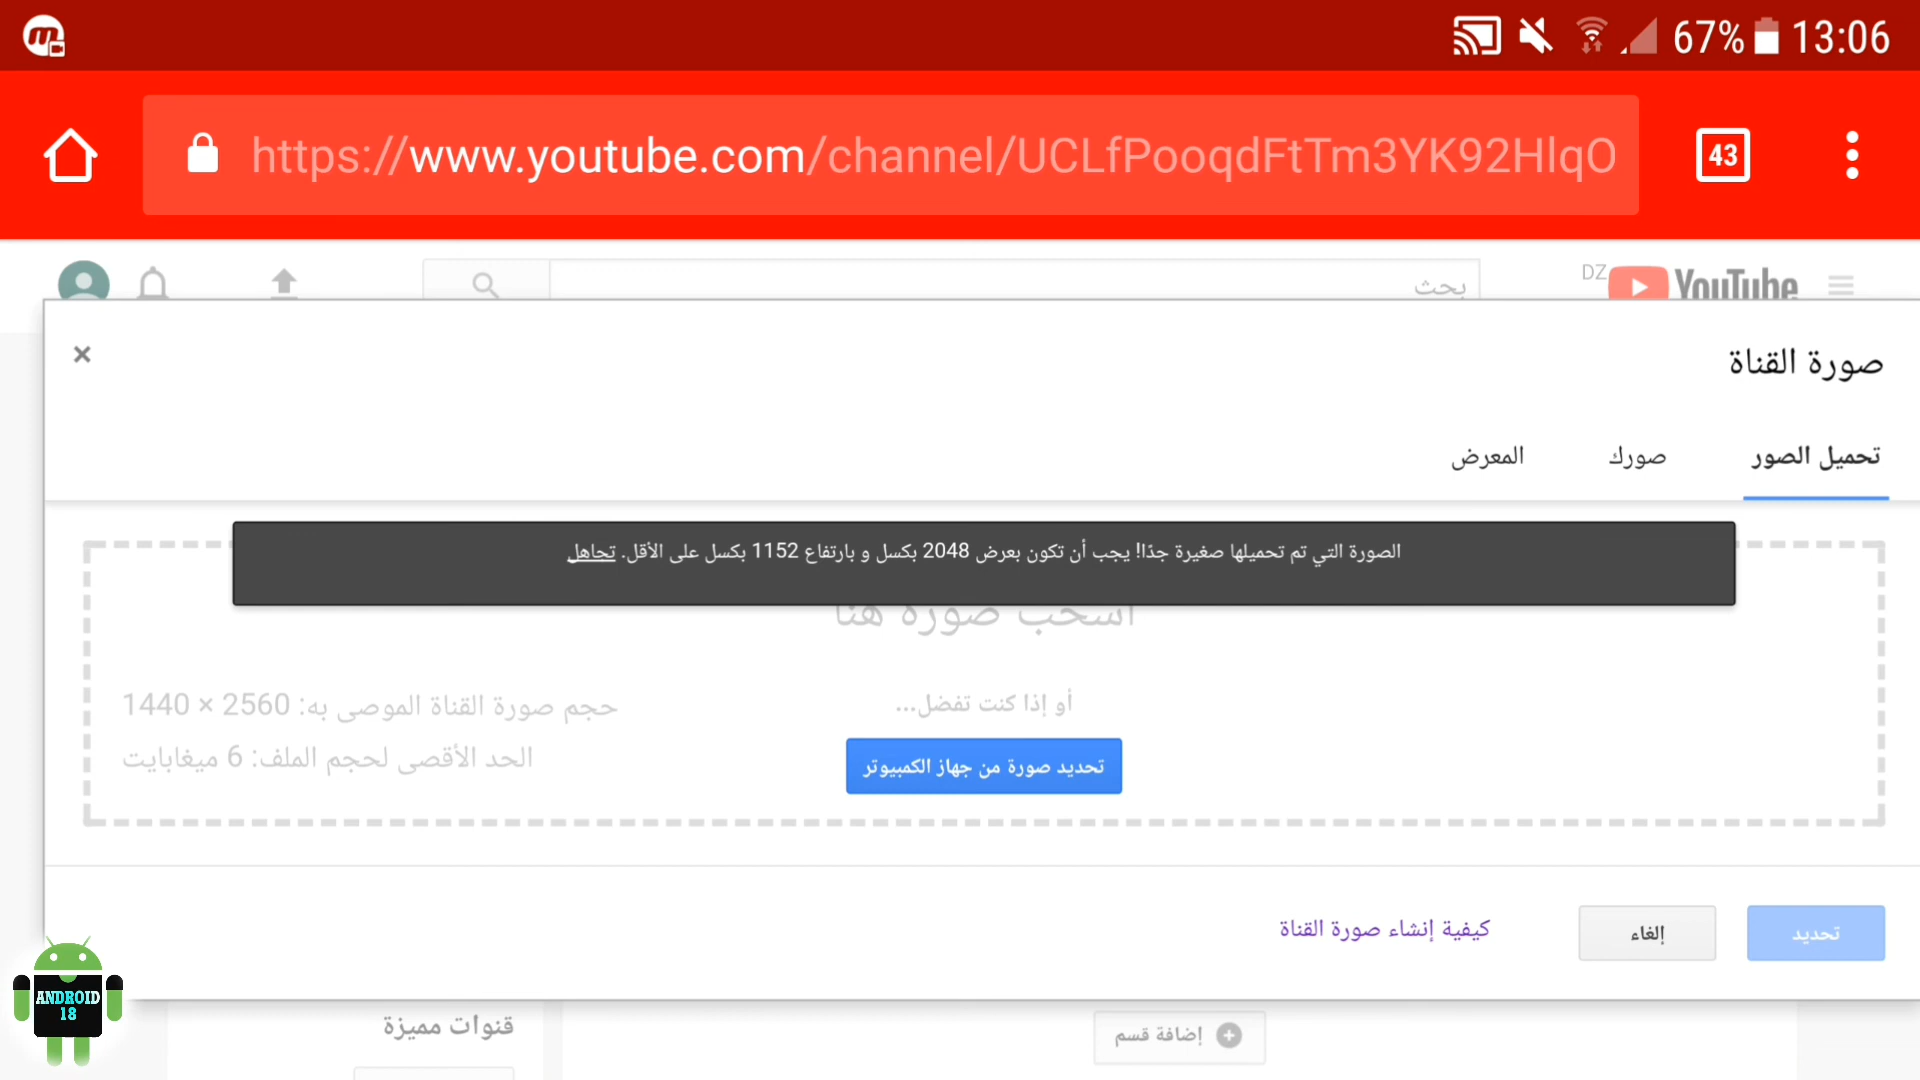 67% 13:06
https://www.youtube.com/channel/UCLfPooqdFtTm3YK92HlqO
43
YouTube DZ
بحث
صورة القناة
تحميل الصور
صورك
المعرض
الصورة التي تم تحميلها صغيرة جدًا! يجب أن تكون بعرض 2048 بكسل و بارتفاع 1152 بكسل على الأقل. تجاهل
اسحب صورة هنا
أو إذا كنت تفضل...
تحديد صورة من جهاز الكمبيوتر
حجم صورة القناة الموصى به: 2560 × 1440
الحد الأقصى لحجم الملف: 6 ميغابايت
تحديد
إلغاء
كيفية إنشاء صورة القناة
إضافة قسم
قنوات مميزة
ANDROID
18